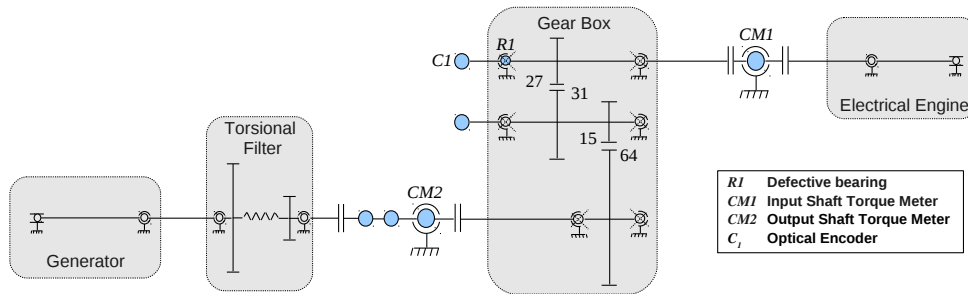 Gear Box
CM1
C1
R1
27
31
Electrical Engine
Torsional
Filter
15
64
CM2
Generator
R1 Defective bearing
CM1 Input Shaft Torque Meter
CM2 Output Shaft Torque Meter
C1 Optical Encoder